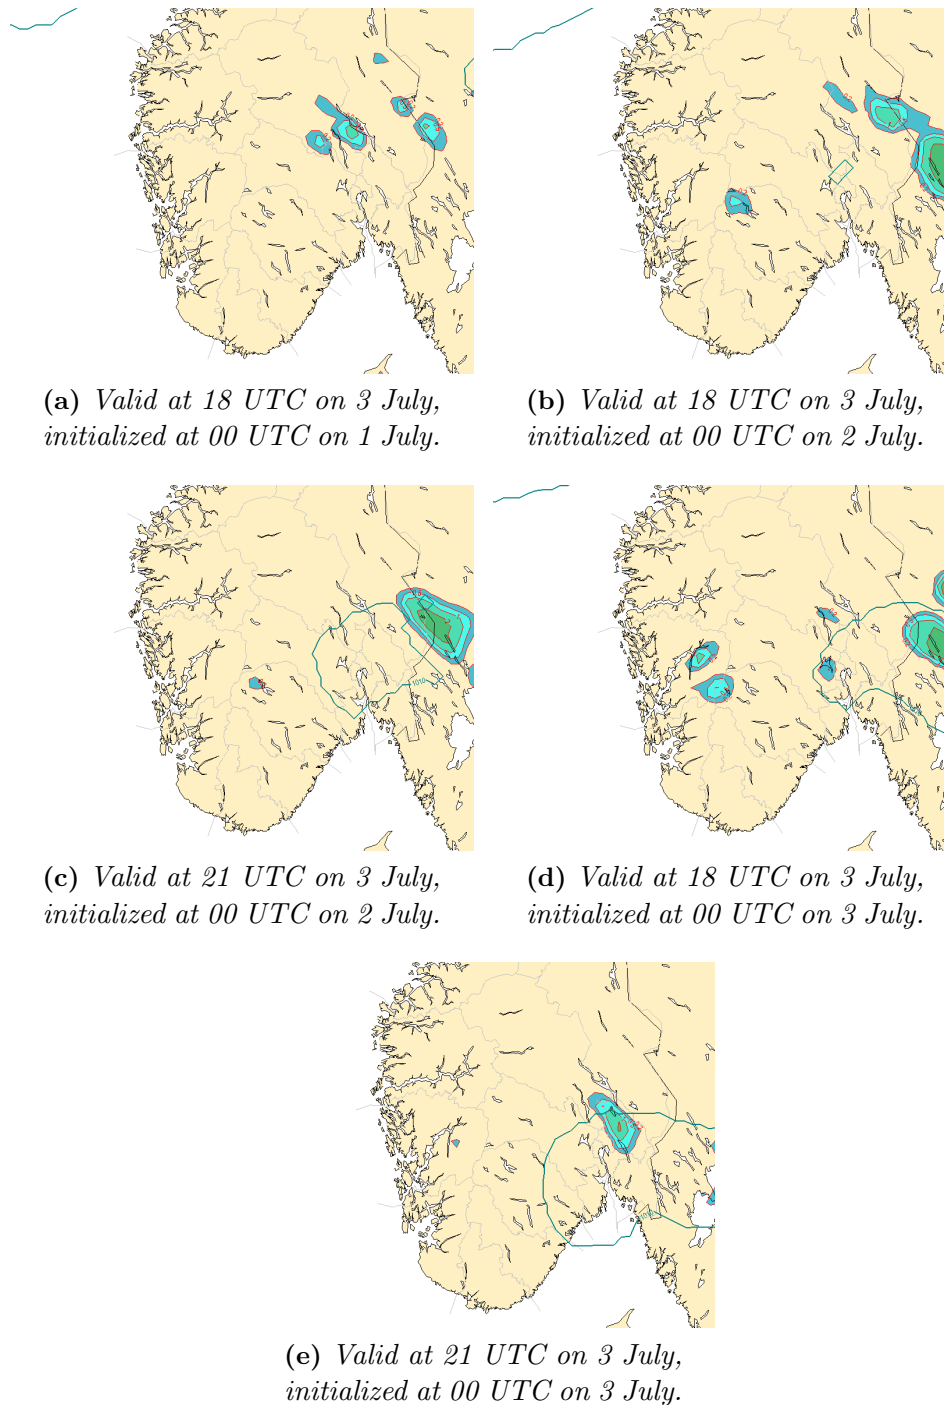 (a) Valid at 18 UTC on 3 July,
initialized at 00 UTC on 1 July.
(b) Valid at 18 UTC on 3 July,
initialized at 00 UTC on 2 July.
1010
(c) Valid at 21 UTC on 3 July,
initialized at 00 UTC on 2 July.
(d) Valid at 18 UTC on 3 July,
initialized at 00 UTC on 3 July.
1010
(e) Valid at 21 UTC on 3 July,
initialized at 00 UTC on 3 July.